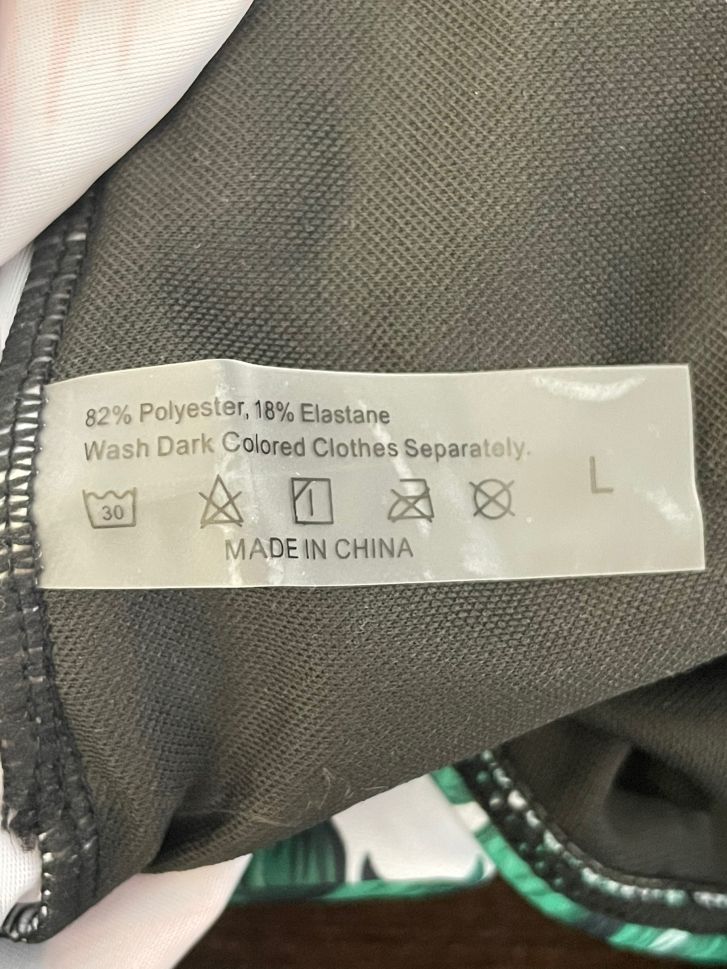 82% Polyester, 18% Elastane
Wash Dark Colored Clothes Separately.
30
L
MADE IN CHINA